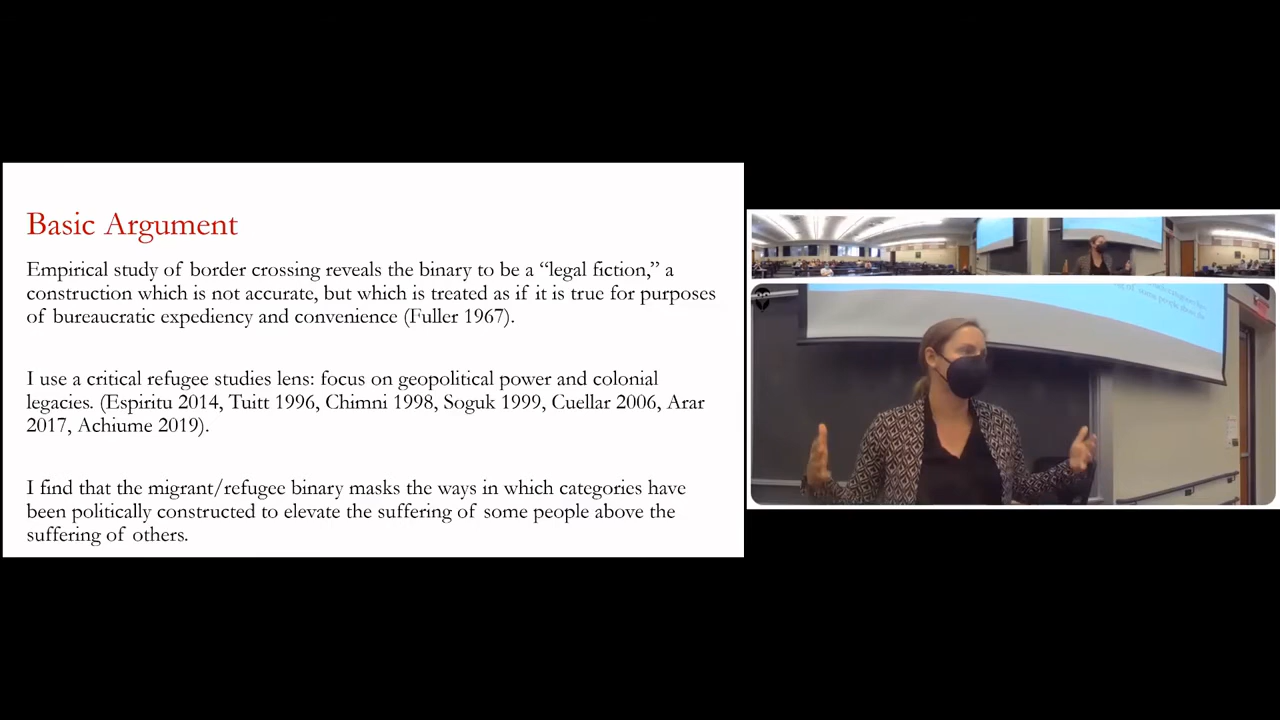 Basic Argument
Empirical study of border crossing reveals the binary to be a “legal fiction,” a
construction which is not accurate, but which is treated as if it is true for purposes
of bureaucratic expediency and convenience (Fuller 1967).
I use a critical refugee studies lens: focus on geopolitical power and colonial
legacies. (Espiritu 2014, Tuitt 1996, Chimni 1998, Soguk 1999, Cuellar 2006, Arar
2017, Achiume 2019).
I find that the migrant/refugee binary masks the ways in which categories have
been politically constructed to elevate the suffering of some people above the
suffering of others.